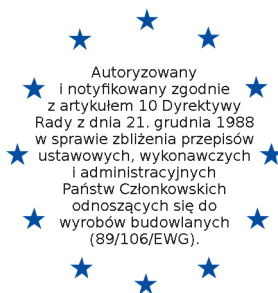 Autoryzowany
i notyfikowany zgodnie
z artykułem 10 Dyrektywy
Rady z dnia 21. grudnia 1988
w sprawie zbliżenia przepisów
ustawowych, wykonawczych
i administracyjnych
Państw Członkowskich
odnoszących się do
wyrobów budowlanych
(89/106/EWG).